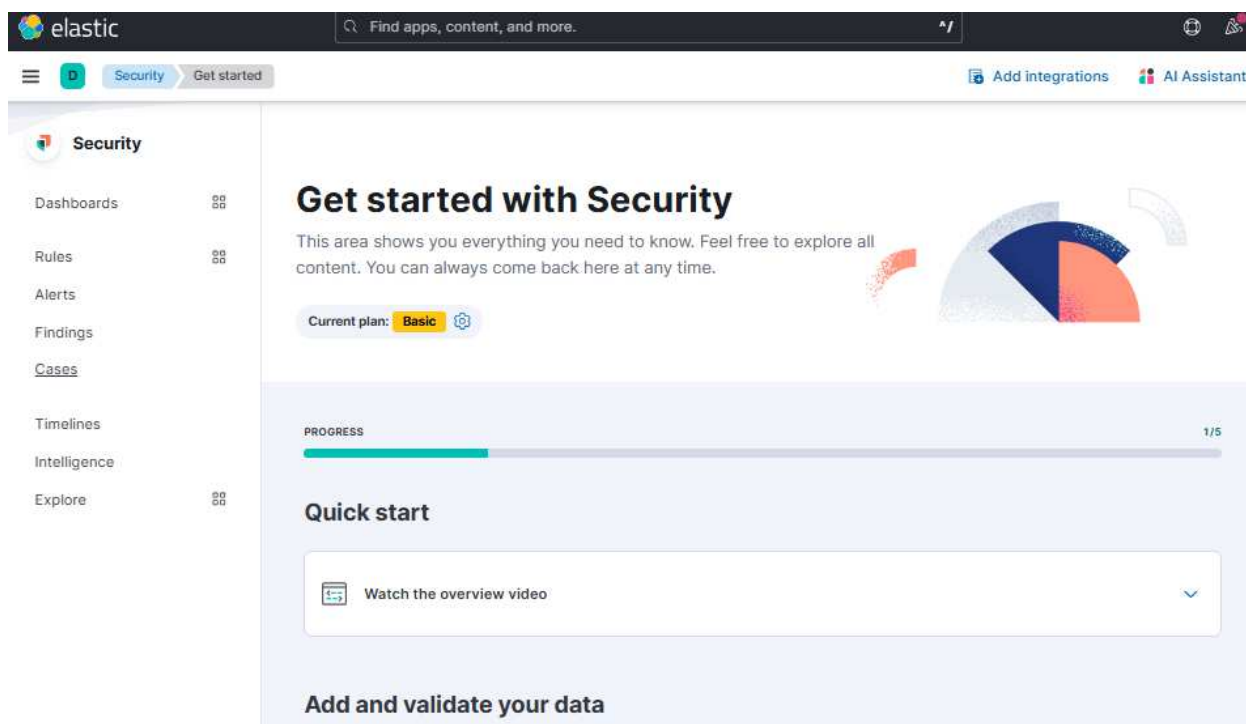 elastic
Find apps, content, and more.
^/
D
Security
Get started
Add integrations
AI Assistant
Security
Dashboards
Rules
Alerts
Findings
Cases
Timelines
Intelligence
Explore
Get started with Security
This area shows you everything you need to know. Feel free to explore all
content. You can always come back here at any time.
Current plan: Basic
PROGRESS
1/5
Quick start
Watch the overview video
Add and validate your data